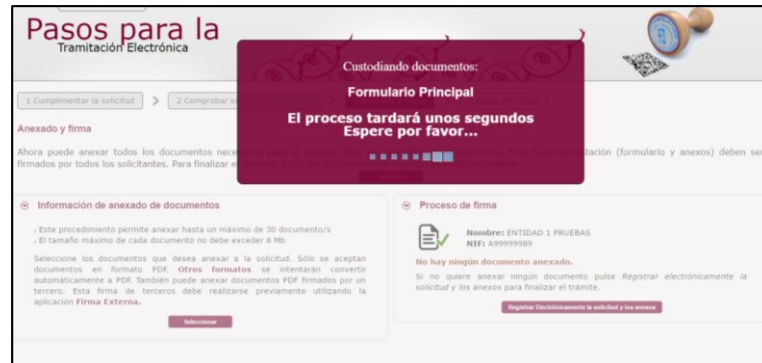 Pasos para la
Tramitación Electrónica
Custodiando documentos:
Formulario Principal
El proceso tardará unos segundos
Espere por favor...
1 Cumplimentar la solicitud
2 Comprobar
Anexado y firma
Ahora puede anexar todos los documentos
(formulario y anexos) deben ser
firmados por todos los solicitantes. Para finalizar
Información de anexado de documentos
. Este procedimiento permite anexar hasta un máximo de 30 documento/s
. El tamaño máximo de cada documento no debe exceder 8 Mb
Seleccione los documentos que desea anexar a la solicitud. Sólo se aceptan
documentos en formato PDF. Otros formatos se intentarán convertir
automáticamente a PDF. También puede anexar documentos PDF firmados por un
tercero. Esta firma de terceros debe realizarse previamente utilizando la
aplicación Firma Externa.
Seleccionar
Proceso de firma
Nombre: ENTIDAD 1 PRUEBAS
NIF: A99999989
No hay ningún documento anexado.
Si no quiere anexar ningún documento pulse Registrar electrónicamente la
solicitud y los anexos para finalizar el trámite.
Registrar Electrónicamente la solicitud y los anexos